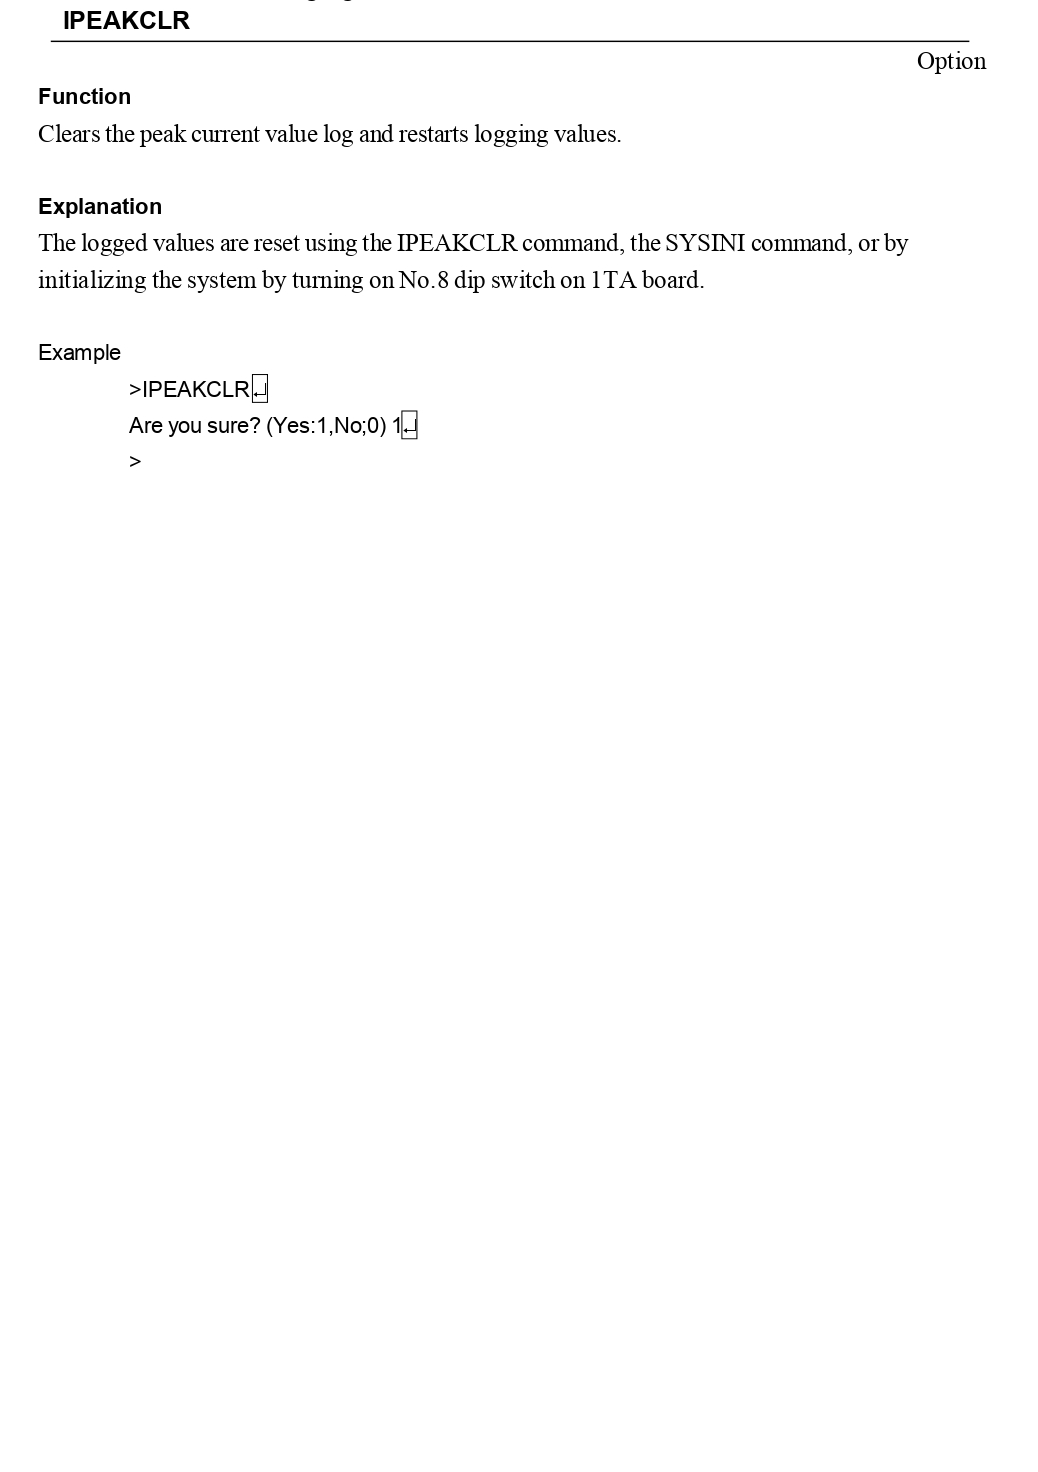 IPEAKCLR
Option
Function
Clears the peak current value log and restarts logging values.
Explanation
The logged values are reset using the IPEAKCLR command, the SYSINI command, or by
initializing the system by turning on No.8 dip switch on 1TA board.
Example
>IPEAKCLR↵
Are you sure? (Yes:1,No;0) 1↵
>